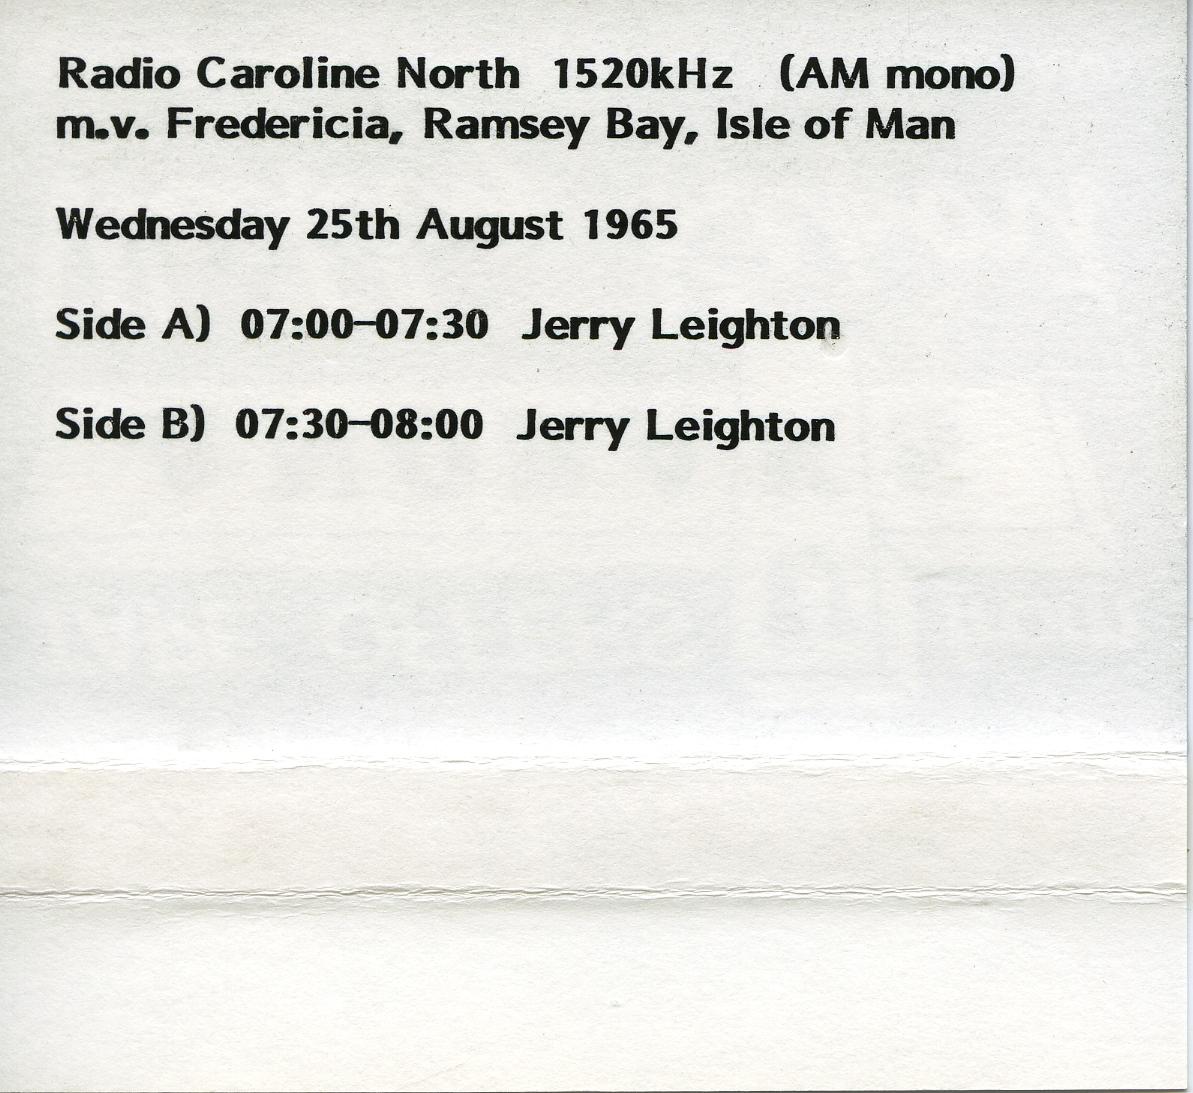 Radio Caroline North 1520kHz (AM mono)
m.v. Fredericia, Ramsey Bay, Isle of Man
Wednesday 25th August 1965
Side A) 07:00-07:30 Jerry Leighton
Side B) 07:30-08:00 Jerry Leighton